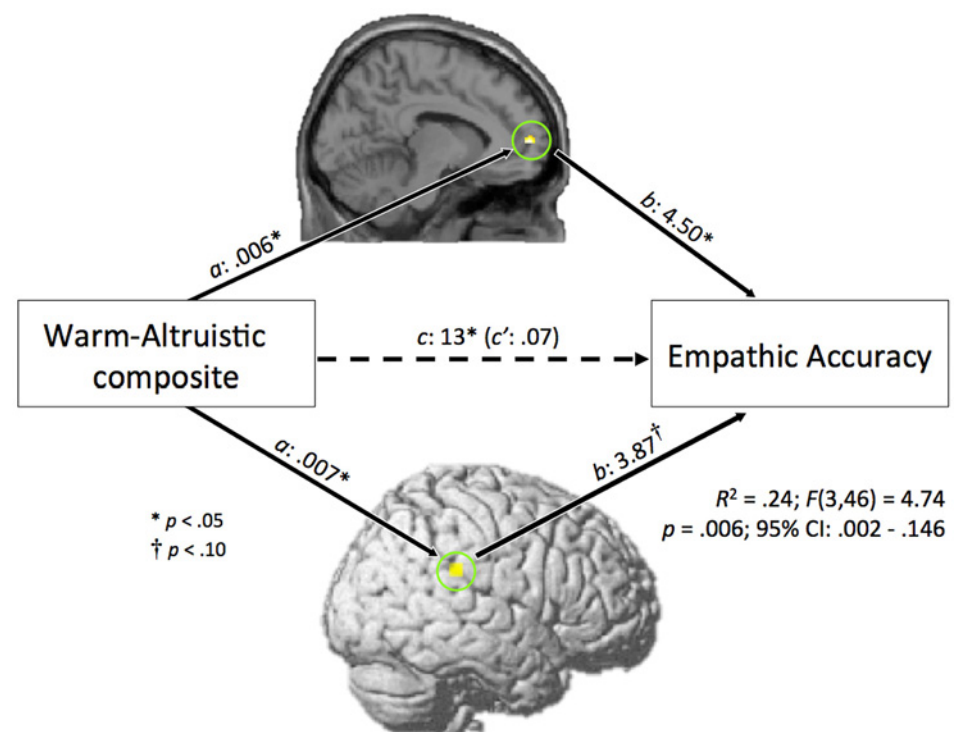 a: .006*
b: 4.50*
Warm-Altruistic
composite
c: 13* (c′: .07)
Empathic Accuracy
a: .007*
b: 3.87†
* p < .05
† p < .10
R² = .24; F(3,46) = 4.74
p = .006; 95% CI: .002 - .146